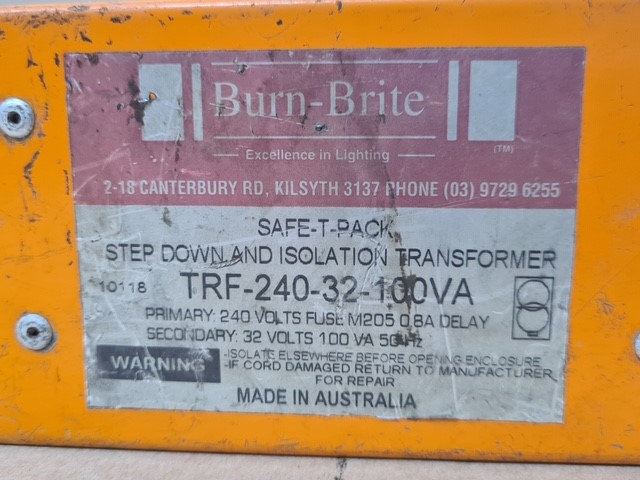 Burn-Brite
Excellence in Lighting
(TM)
2-18 CANTERBURY RD, KILSYTH 3137 PHONE (03) 9729 6255
SAFE-T-PACK
STEP DOWN AND ISOLATION TRANSFORMER
10118 TRF-240-32-100VA
PRIMARY: 240 VOLTS FUSE M205 0.8A DELAY
SECONDARY: 32 VOLTS 100 VA 50 Hz
WARNING -ISOLATE ELSEWHERE BEFORE OPENING ENCLOSURE
-IF CORD DAMAGED RETURN TO MANUFACTURER
FOR REPAIR
MADE IN AUSTRALIA